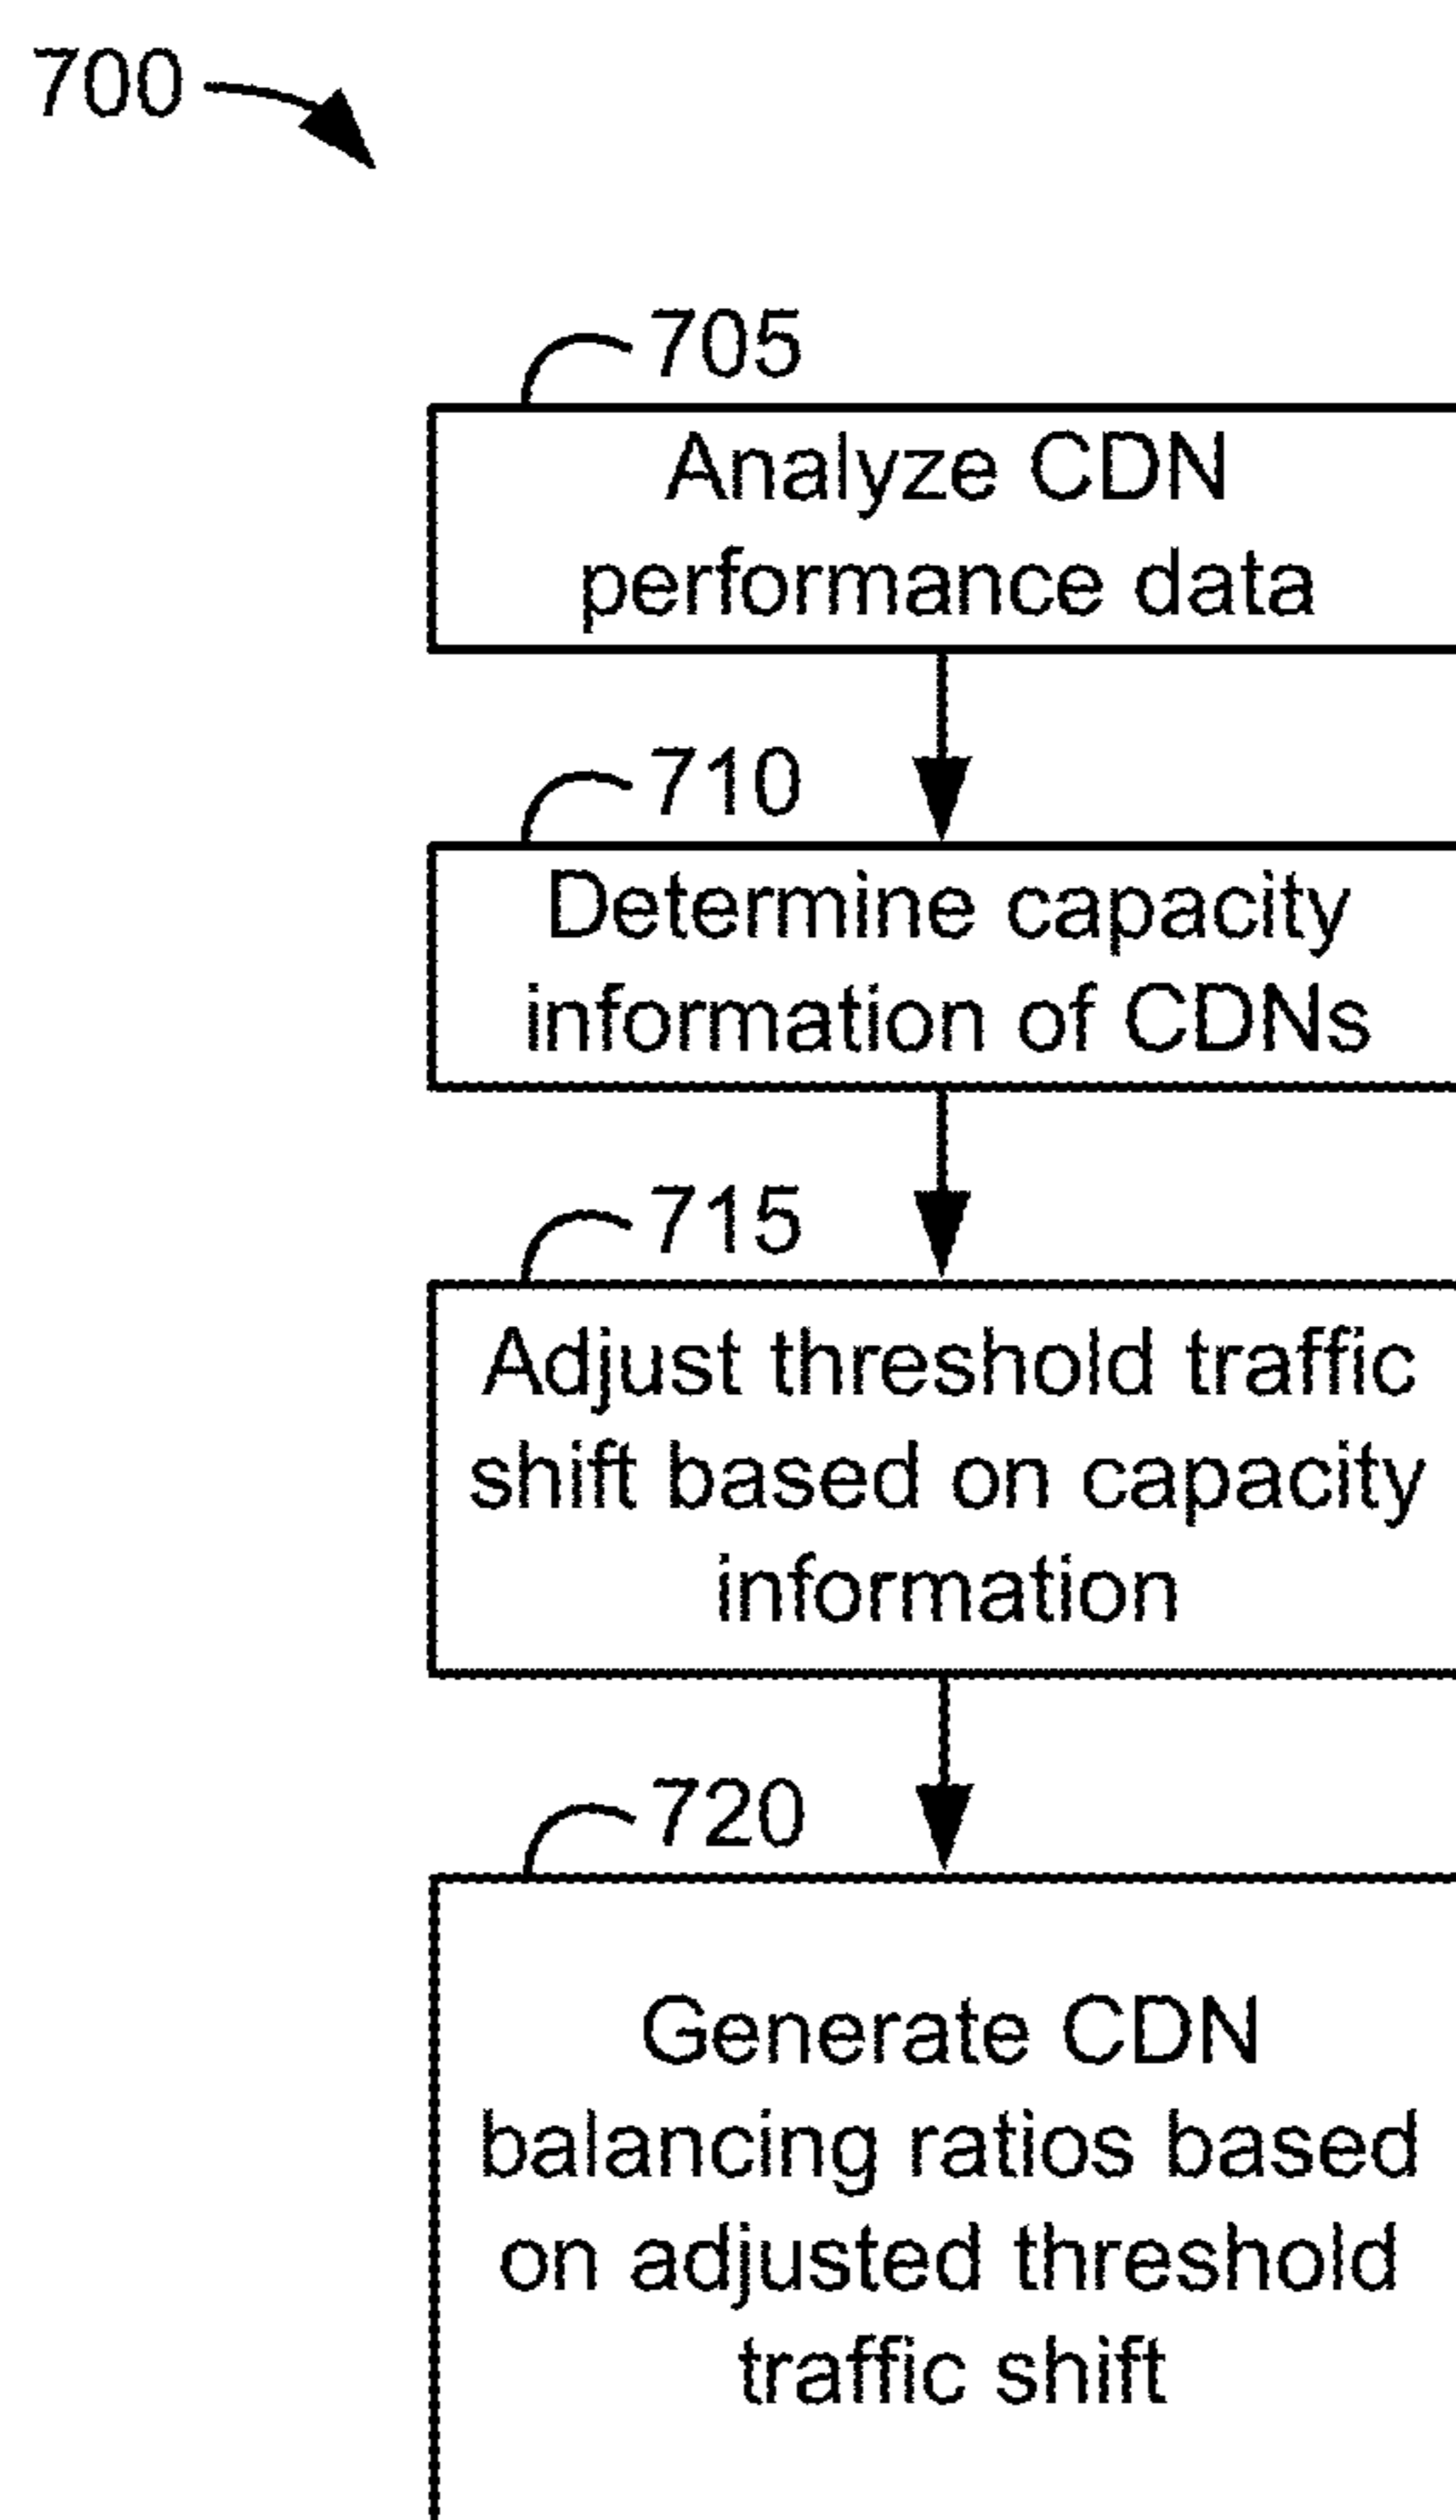 700
705
Analyze CDN
performance data
710
Determine capacity
information of CDNs
715
Adjust threshold traffic
shift based on capacity
information
720
Generate CDN
balancing ratios based
on adjusted threshold
traffic shift